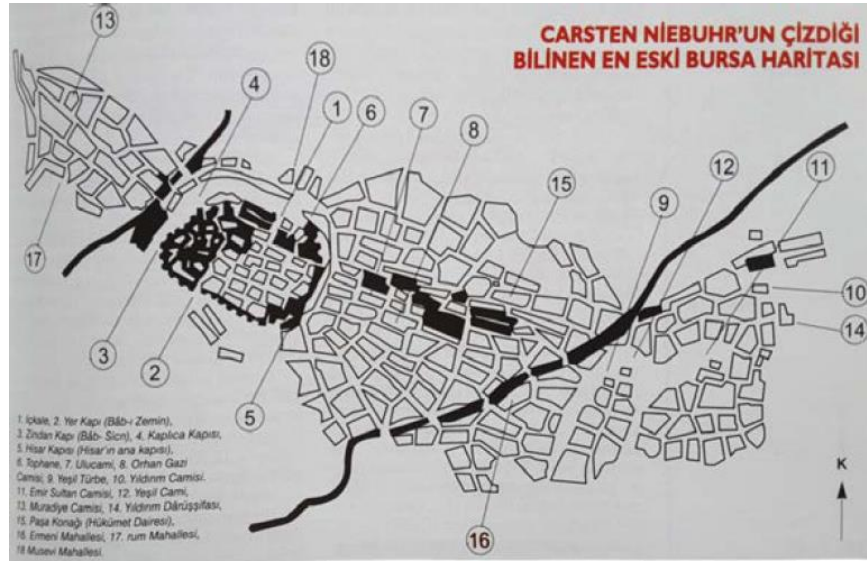 CARSTEN NIEBUHR'UN ÇİZDİĞİ
BİLİNEN EN ESKİ BURSA HARİTASI
13
4
18
1
6
7
8
15
9
12
11
17
10
14
3
2
5
16
K
1. İçkale, 2. Yer Kapı (Bâb-ı Zemin),
3. Zindan Kapı (Bâb- Sicn), 4. Kaplıca Kapısı,
5. Hisar Kapısı (Hisar'ın ana kapısı),
6. Tophane, 7. Ulucami, 8. Orhan Gazi
Camisi, 9. Yeşil Türbe, 10. Yıldırım Camisi.
11. Emir Sultan Camisi, 12. Yeşil Cami,
13. Muradiye Camisi, 14. Yıldırım Dârüşşifası,
15. Paşa Konağı (Hükümet Dairesi),
16. Ermeni Mahallesi, 17. rum Mahallesi,
18 Musevi Mahallesi.